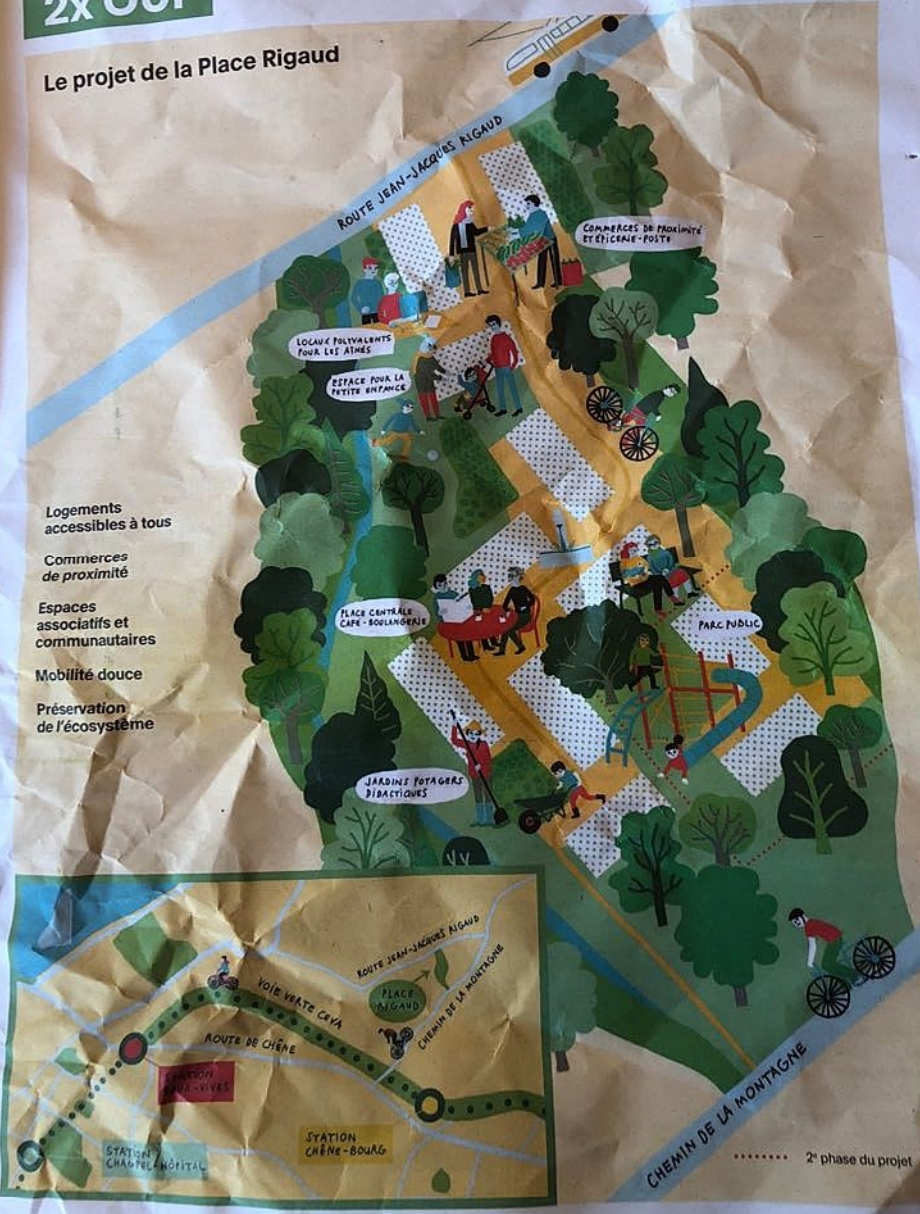 2x OUI
Le projet de la Place Rigaud
ROUTE JEAN-JACQUES RIGAUD
COMMERCES DE PROXIMITÉ
ET ÉPICERIE-POSTE
LOCAUX POLYVALENTS
POUR LES AÎNÉS
ESPACE POUR LA
PETITE ENFANCE
Logements
accessibles à tous
Commerces
de proximité
Espaces
associatifs et
communautaires
Mobilité douce
Préservation
de l'écosystème
PLACE CENTRALE
CAFÉ-BOULANGERIE
PARC PUBLIC
JARDINS POTAGERS
DIDACTIQUES
ROUTE JEAN-JACQUES RIGAUD
VOIE VERTE CEVA
PLACE
RIGAUD
CHEMIN DE LA MONTAGNE
ROUTE DE CHÊNE
STATION
EAUX-VIVES
STATION
CHAMPEL-HÔPITAL
STATION
CHÊNE-BOURG
CHEMIN DE LA MONTAGNE
2e phase du projet